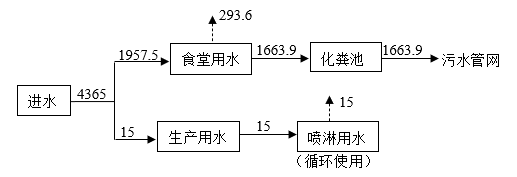 293.6
1957.5
食堂用水
1663.9
化粪池
1663.9
污水管网
进水
4365
15
15
生产用水
15
喷淋用水
（循环使用）